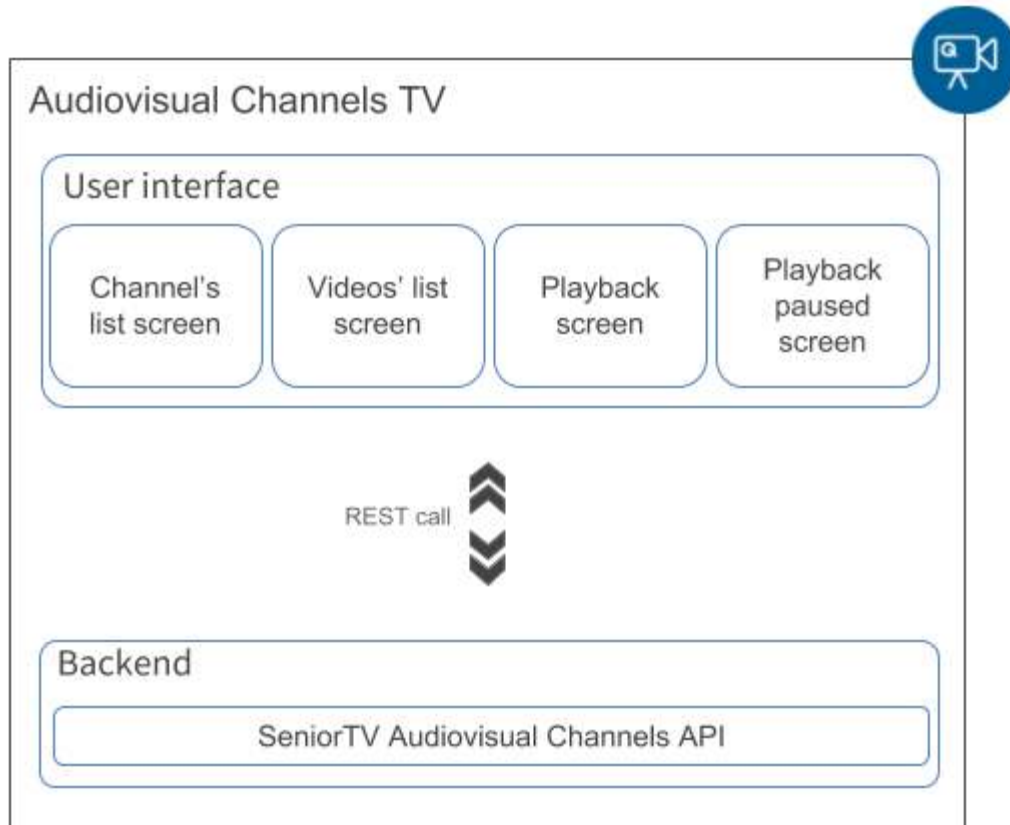 Audiovisual Channels TV
User interface
Channel's
list screen
Videos' list
screen
Playback
screen
Playback
paused
screen
REST call
Backend
SeniorTV Audiovisual Channels API